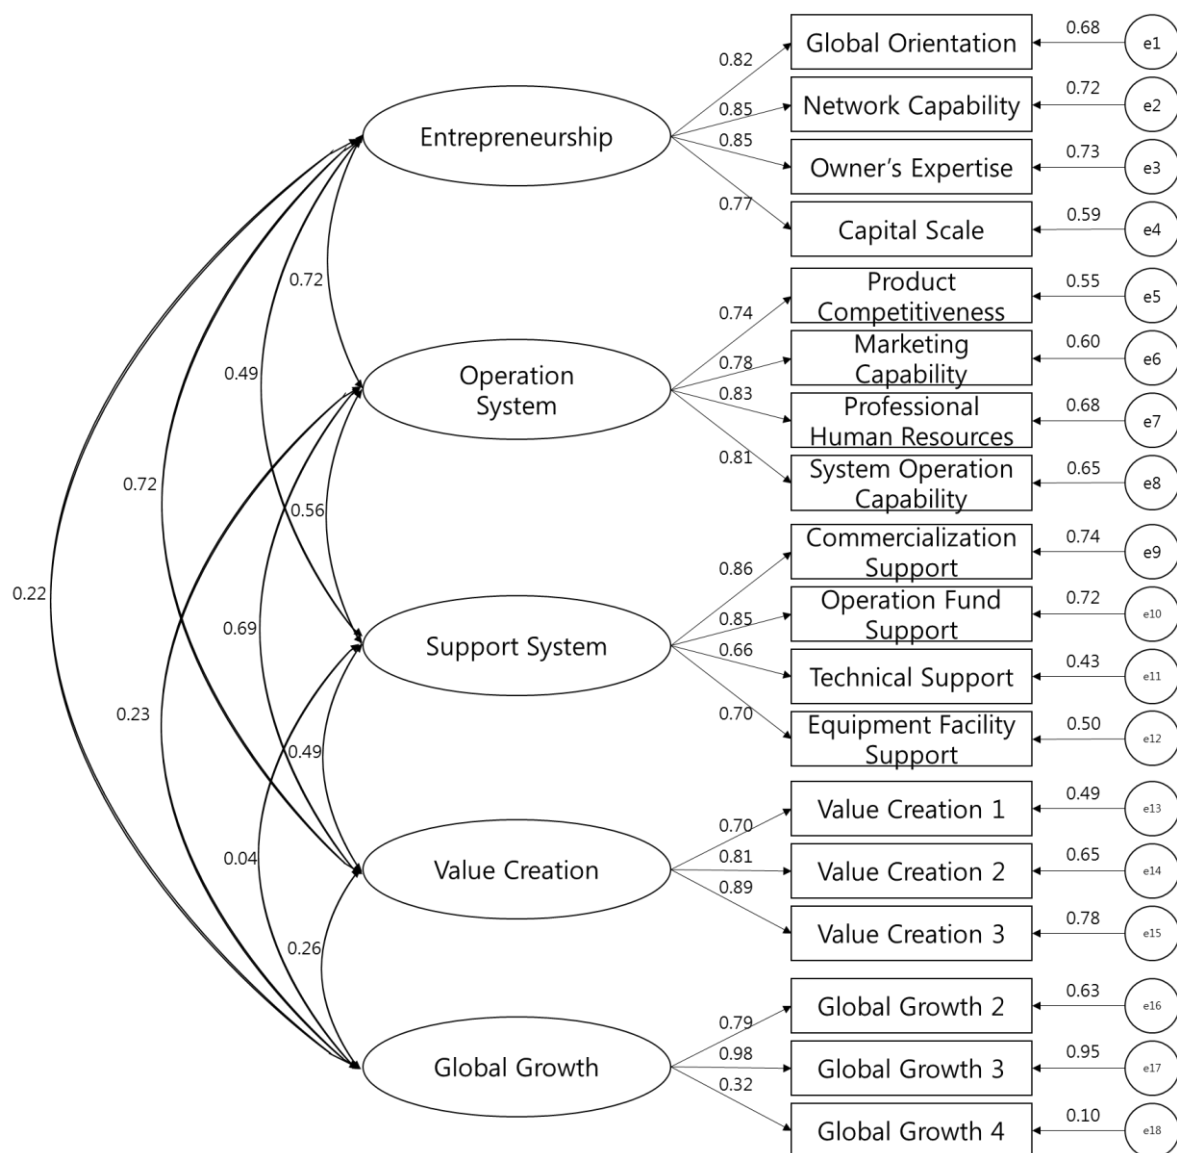 Global Orientation
0.68
e1
0.82
Network Capability
0.72
e2
0.85
Entrepreneurship
0.85
Owner's Expertise
0.73
e3
0.77
Capital Scale
0.59
e4
0.72
Product
Competitiveness
0.55
e5
0.74
Marketing
Capability
0.60
e6
0.78
0.49
Operation
System
0.83
Professional
Human Resources
0.68
e7
0.81
System Operation
Capability
0.65
e8
0.72
0.56
Commercialization
Support
0.74
e9
0.86
0.22
Operation Fund
Support
0.72
e10
0.85
0.69
Support System
0.66
Technical Support
0.43
e11
0.23
0.70
Equipment Facility
Support
0.50
e12
0.49
Value Creation 1
0.49
e13
0.70
0.04
Value Creation
0.81
Value Creation 2
0.65
e14
0.89
Value Creation 3
0.78
e15
0.26
Global Growth 2
0.63
e16
0.79
Global Growth
0.98
Global Growth 3
0.95
e17
0.32
Global Growth 4
0.10
e18